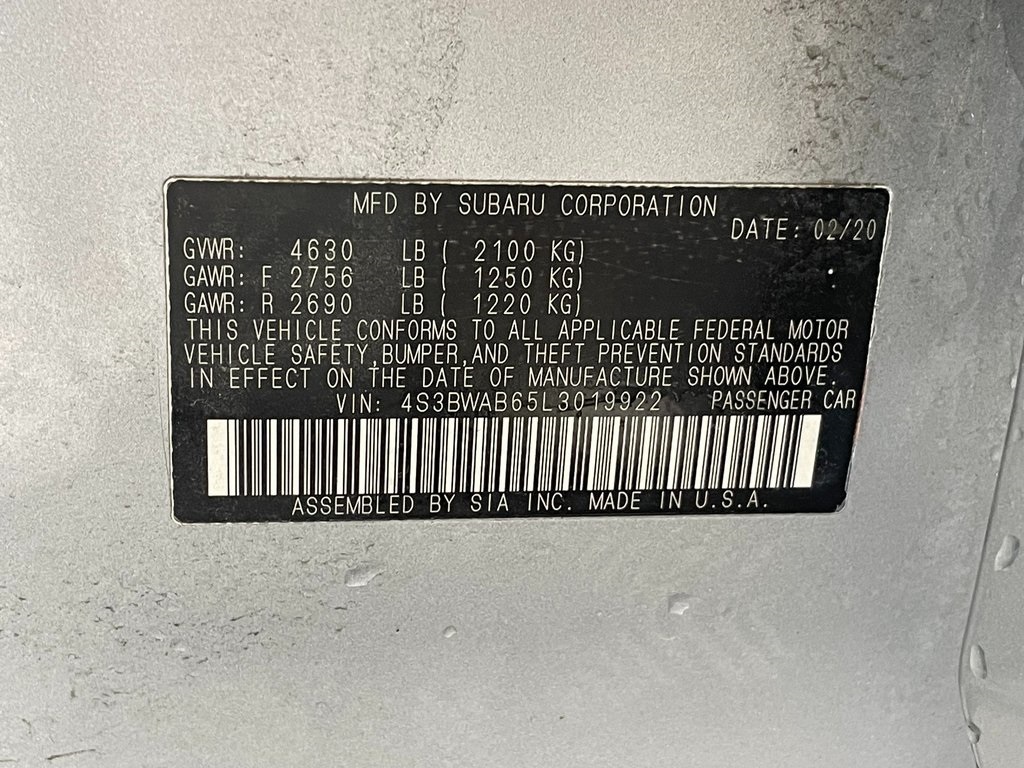 MFD BY SUBARU CORPORATION
DATE: 02/20
GVWR: 4630 LB ( 2100 KG)
GAWR: F 2756 LB ( 1250 KG)
GAWR: R 2690 LB ( 1220 KG)
THIS VEHICLE CONFORMS TO ALL APPLICABLE FEDERAL MOTOR
VEHICLE SAFETY,BUMPER,AND THEFT PREVENTION STANDARDS
IN EFFECT ON THE DATE OF MANUFACTURE SHOWN ABOVE.
VIN: 4S3BWAB65L3019922 PASSENGER CAR
ASSEMBLED BY SIA INC. MADE IN U.S.A.